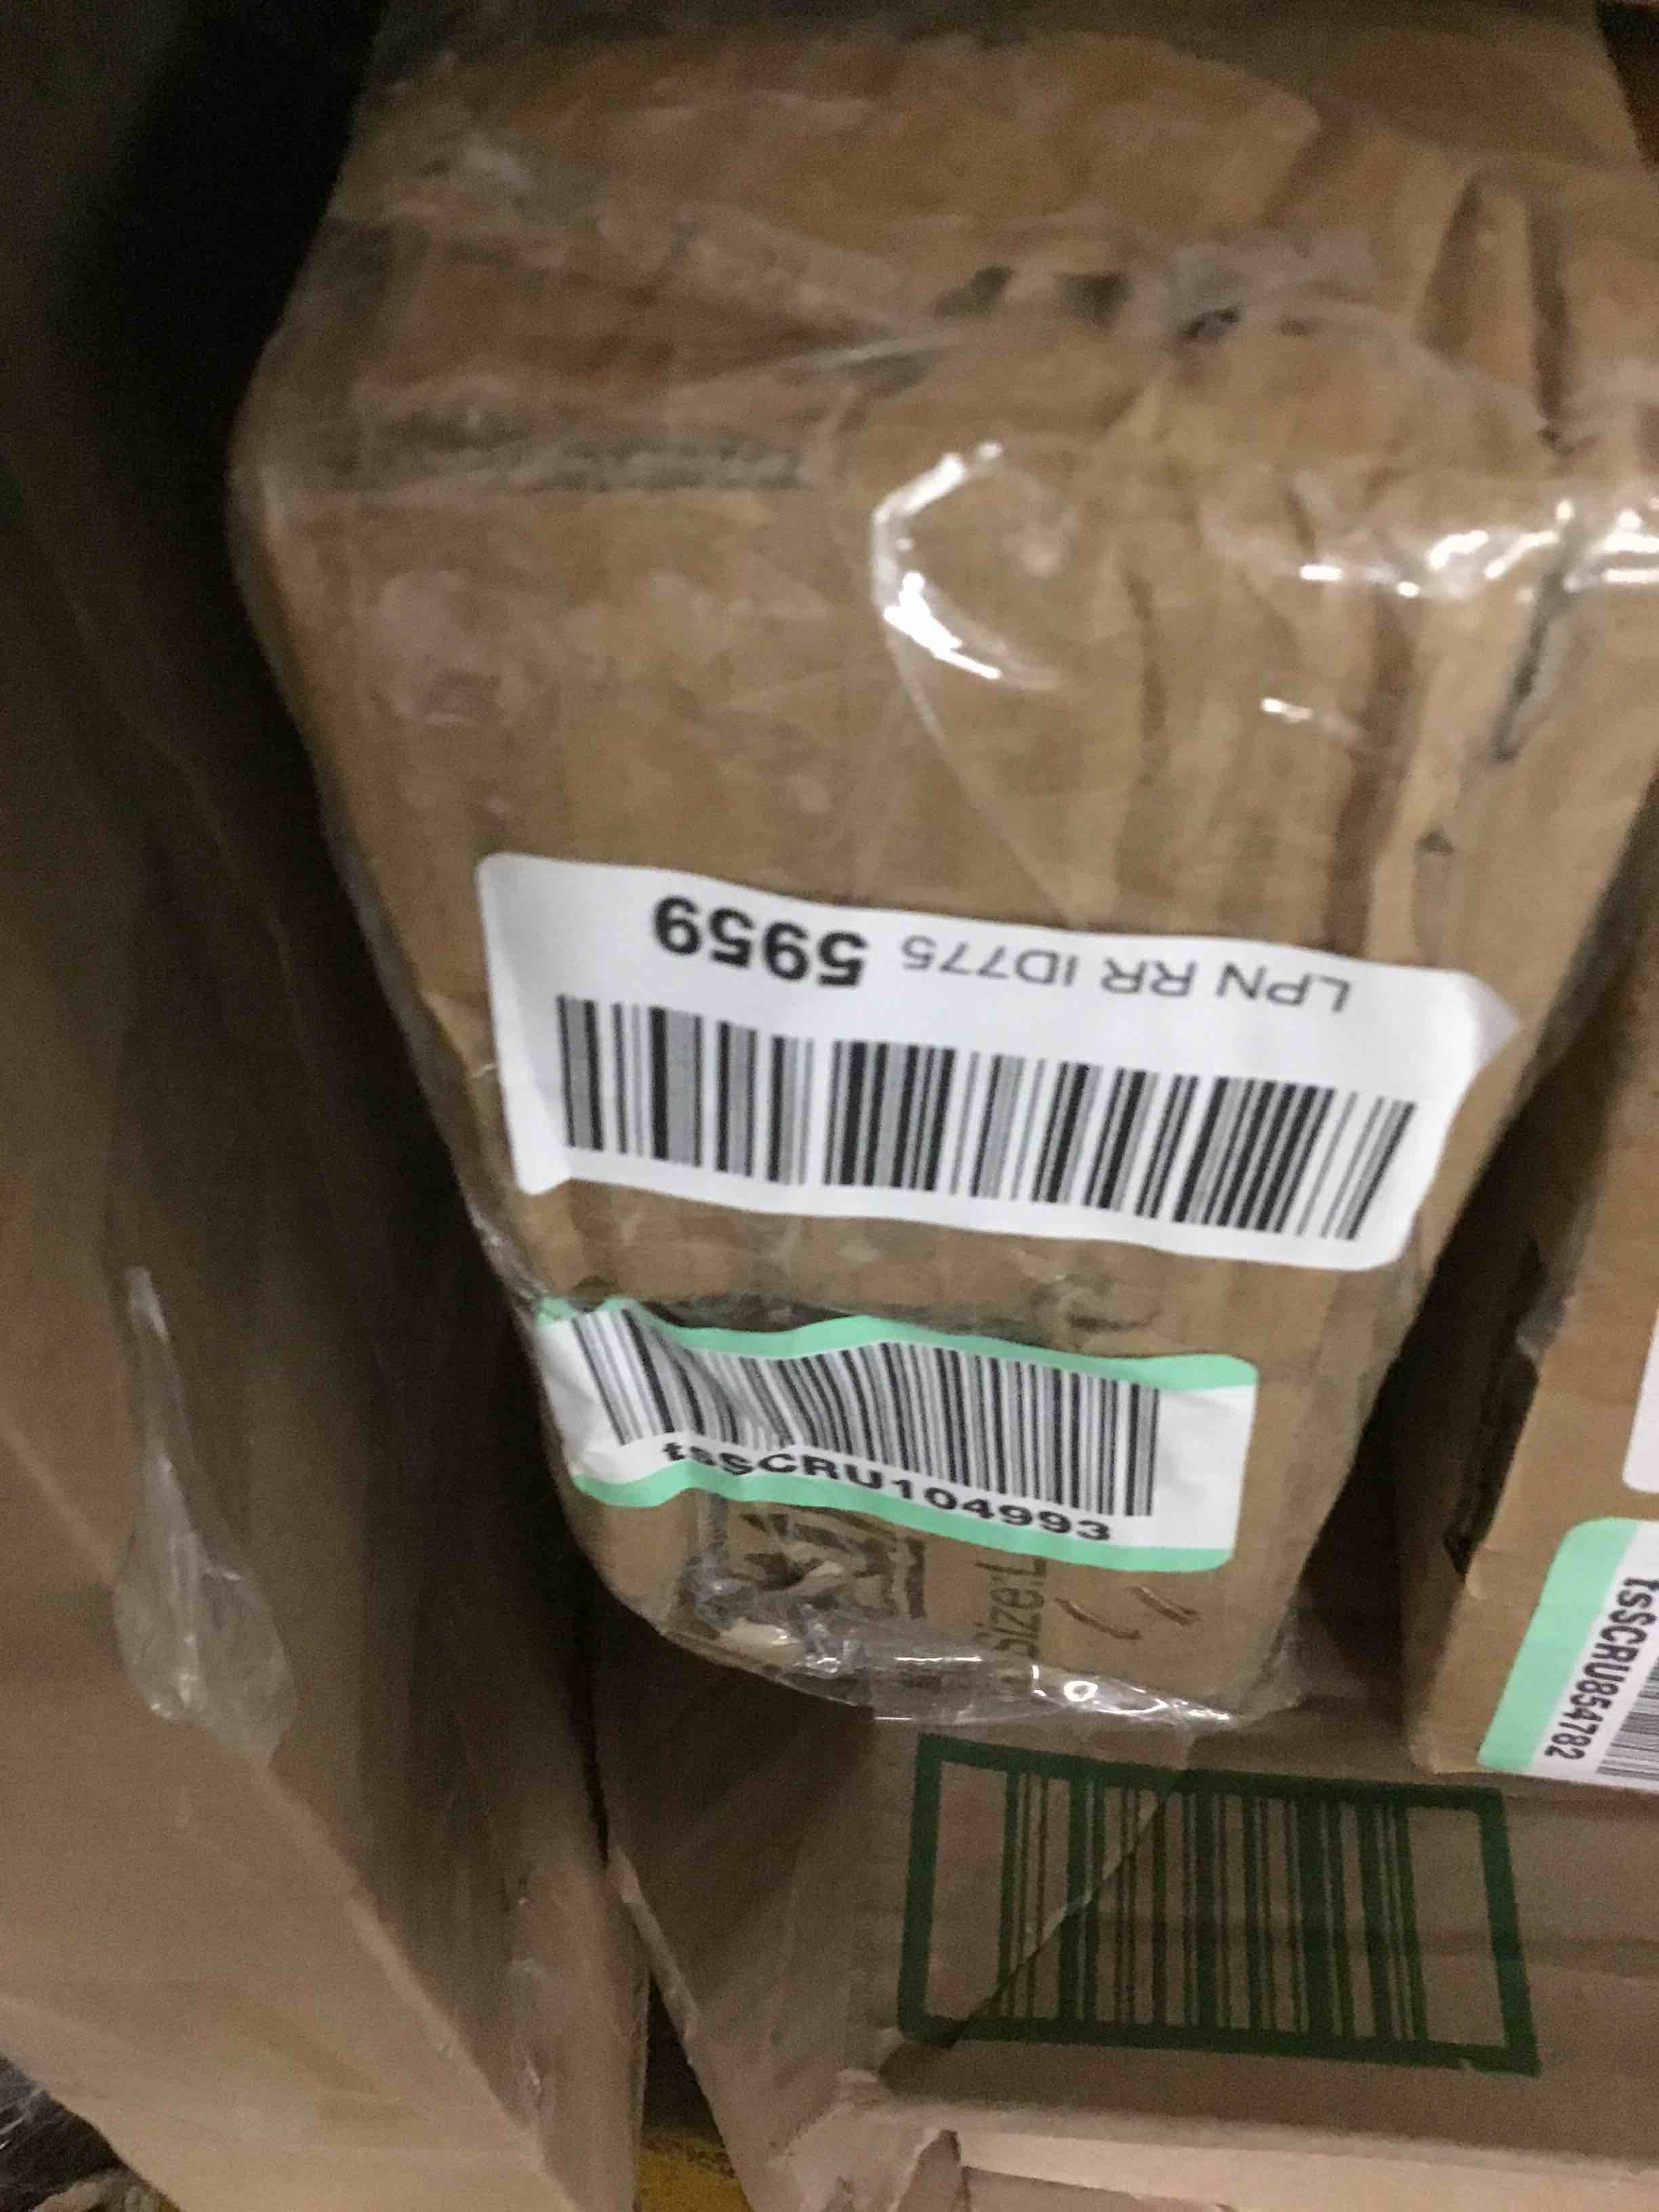 LPN RR ID775 5959
tsSCRU104993
Size:L
tsSCRU854782